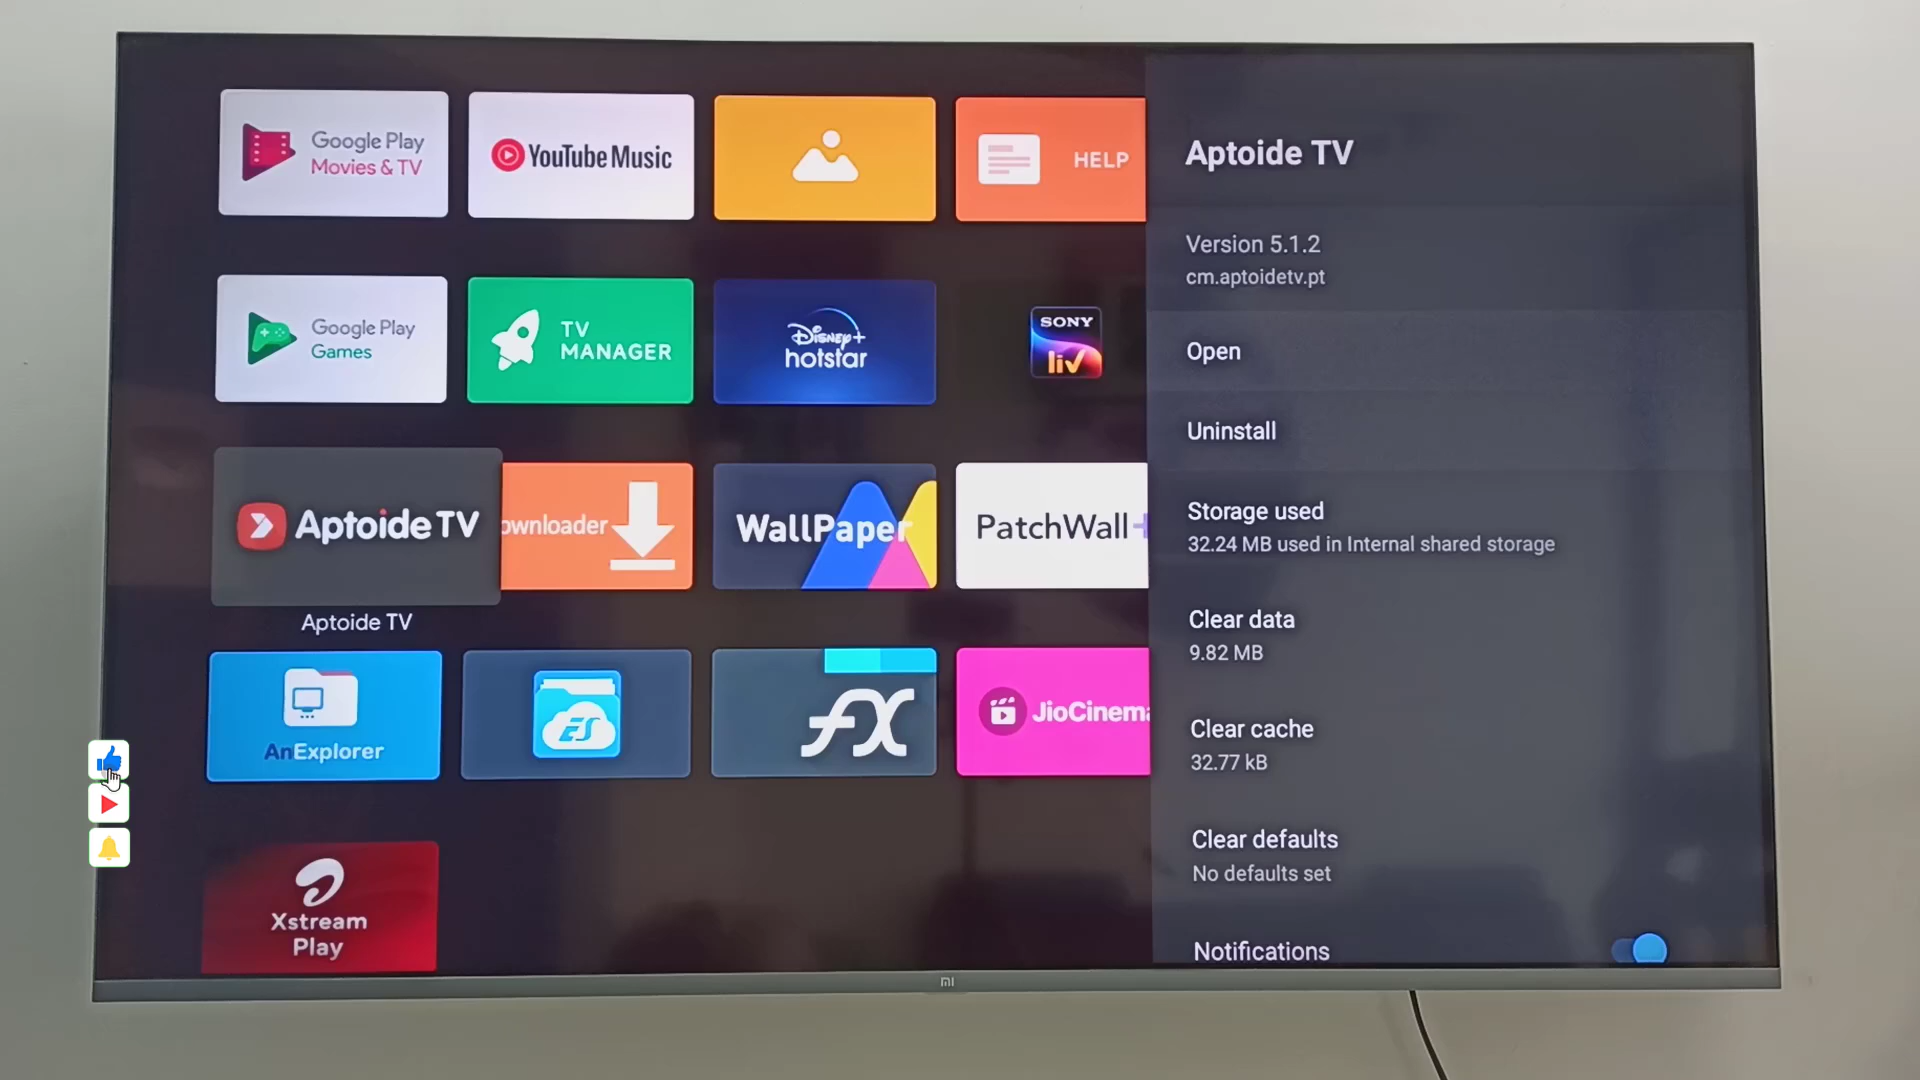 Google Play
Movies & TV
YouTube Music
HELP
Google Play
Games
TV
MANAGER
Disney+
hotstar
SONY
liv
Aptoide TV
ownloader
WallPaper
PatchWall+
Aptoide TV
AnExplorer
ES
fX
JioCinema
Xstream
Play
mi
Aptoide TV
Version 5.1.2
cm.aptoidetv.pt
Open
Uninstall
Storage used
32.24 MB used in Internal shared storage
Clear data
9.82 MB
Clear cache
32.77 kB
Clear defaults
No defaults set
Notifications